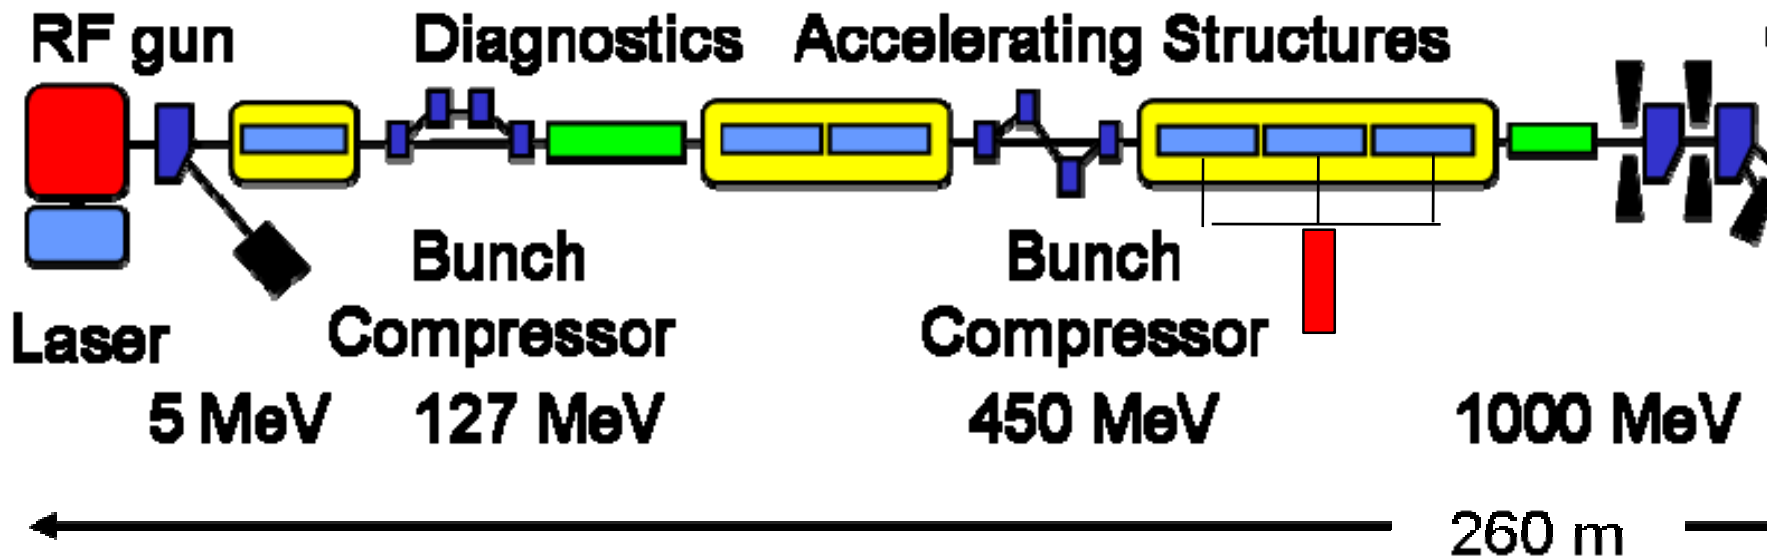 RF gun
Diagnostics
Accelerating Structures
Laser
Bunch
Compressor
Bunch
Compressor
5 MeV
127 MeV
450 MeV
1000 MeV
260 m